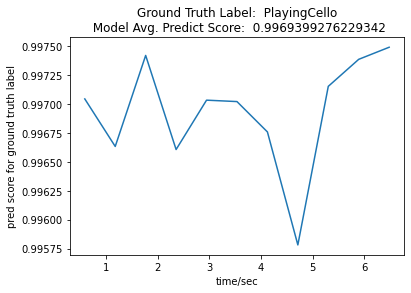 Ground Truth Label:  PlayingCello
Model Avg. Predict Score:  0.9969399276229342
0.99750
0.99725
0.99700
0.99675
0.99650
0.99625
0.99600
0.99575
pred score for ground truth label
1 2 3 4 5 6
time/sec